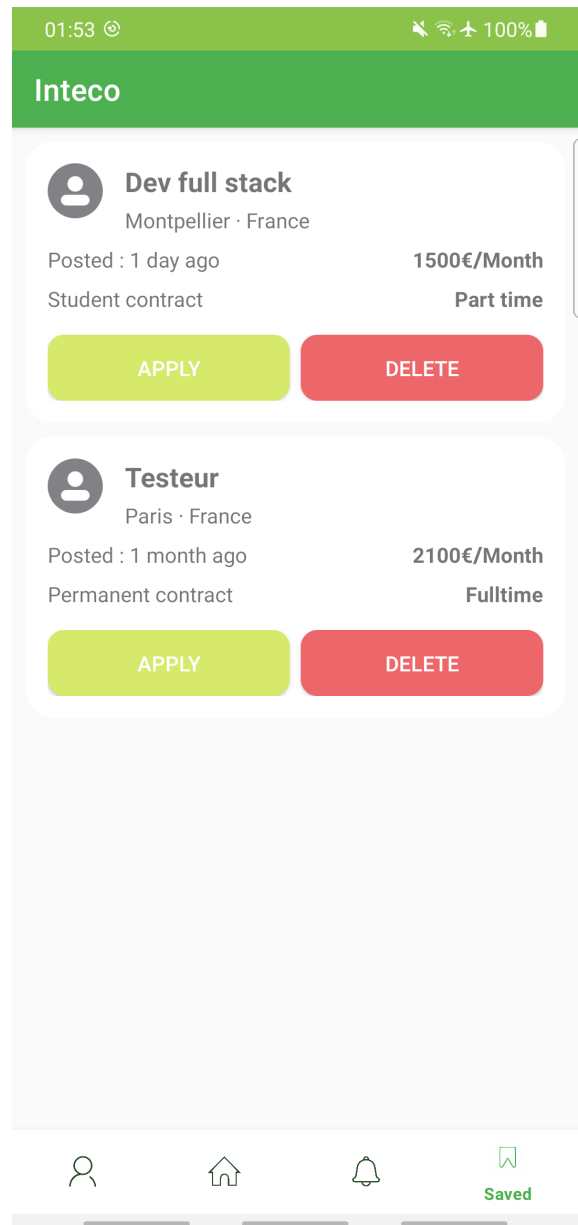 01:53 100%
Inteco
Dev full stack
Montpellier · France
Posted : 1 day ago 1500€/Month
Student contract Part time
APPLY DELETE
Testeur
Paris · France
Posted : 1 month ago 2100€/Month
Permanent contract Fulltime
APPLY DELETE
Saved